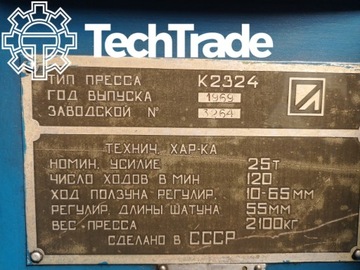 TechTrade
ТИП ПРЕССА К2324
ГОД ВЫПУСКА 1969
ЗАВОДСКОЙ № 3264
ТЕХНИЧ. ХАР-КА
НОМИН. УСИЛИЕ 25Т
ЧИСЛО ХОДОВ В МИН 120
ХОД ПОЛЗУНА РЕГУЛИР. 10-65ММ
РЕГУЛИР. ДЛИНЫ ШАТУНА 55ММ
ВЕС ПРЕССА 2100КГ
СДЕЛАНО В СССР